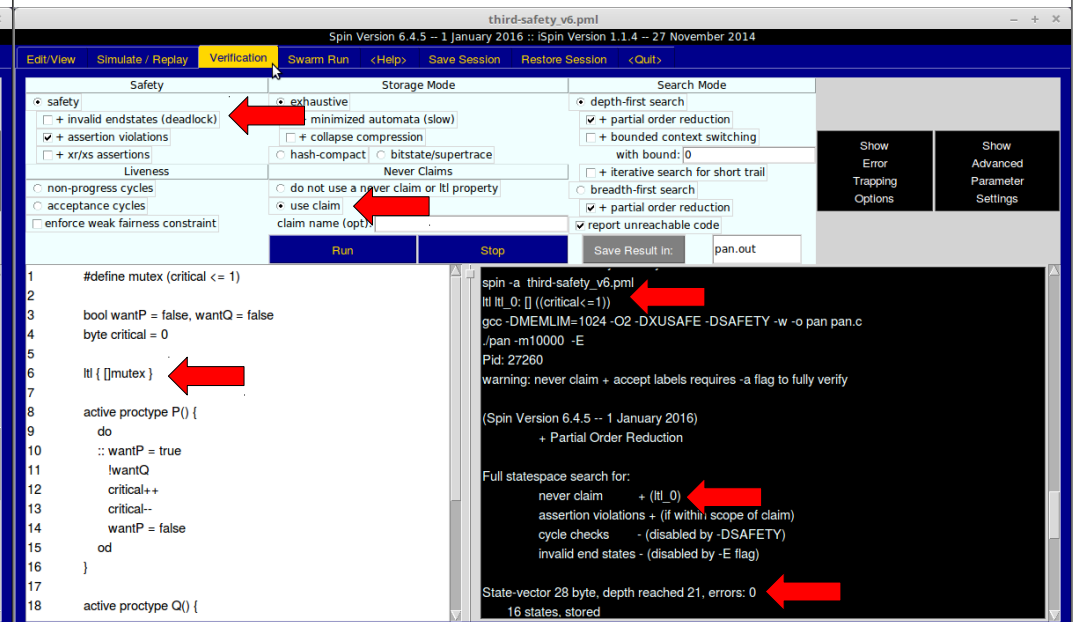 third-safety_v6.pml
Spin Version 6.4.5 -- 1 January 2016 :: iSpin Version 1.1.4 -- 27 November 2014
Edit/View Simulate / Replay Verification Swarm Run <Help> Save Session Restore Session <Quit>
Safety
safety
+ invalid endstates (deadlock)
+ assertion violations
+ xr/xs assertions
Liveness
non-progress cycles
acceptance cycles
enforce weak fairness constraint
Storage Mode
exhaustive
minimized automata (slow)
+ collapse compression
hash-compact bitstate/supertrace
Never Claims
do not use a never claim or ltl property
use claim
claim name (opt):
Run Stop
Search Mode
depth-first search
+ partial order reduction
+ bounded context switching
with bound: 0
+ iterative search for short trail
breadth-first search
+ partial order reduction
report unreachable code
Save Result in: pan.out
Show
Error
Trapping
Options
Show
Advanced
Parameter
Settings
1 #define mutex (critical <= 1)
2
3 bool wantP = false, wantQ = false
4 byte critical = 0
5
6 ltl { []mutex }
7
8 active proctype P() {
9 do
10 :: wantP = true
11 !wantQ
12 critical++
13 critical--
14 wantP = false
15 od
16 }
17
18 active proctype Q() {
spin -a third-safety_v6.pml
ltl ltl_0: [] ((critical<=1))
gcc -DMEMLIM=1024 -O2 -DXUSAFE -DSAFETY -w -o pan pan.c
./pan -m10000 -E
Pid: 27260
warning: never claim + accept labels requires -a flag to fully verify
(Spin Version 6.4.5 -- 1 January 2016)
+ Partial Order Reduction
Full statespace search for:
never claim + (ltl_0)
assertion violations + (if within scope of claim)
cycle checks - (disabled by -DSAFETY)
invalid end states - (disabled by -E flag)
State-vector 28 byte, depth reached 21, errors: 0
16 states, stored